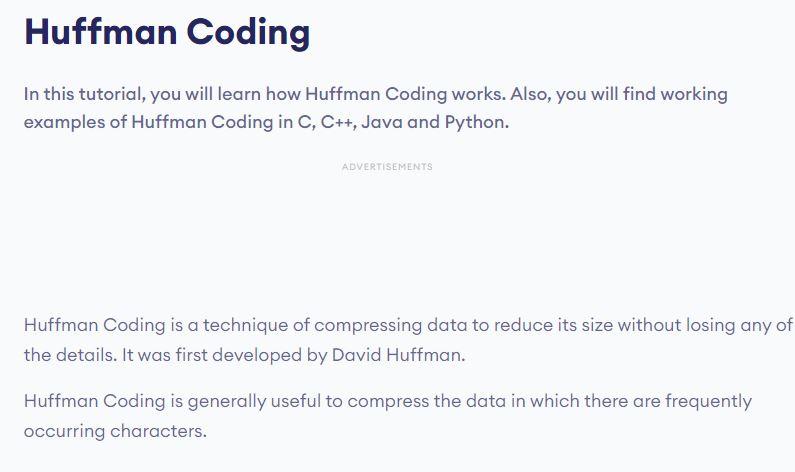 Huffman Coding
In this tutorial, you will learn how Huffman Coding works. Also, you will find working
examples of Huffman Coding in C, C++, Java and Python.
ADVERTISEMENTS
Huffman Coding is a technique of compressing data to reduce its size without losing any of
the details. It was first developed by David Huffman.
Huffman Coding is generally useful to compress the data in which there are frequently
occurring characters.